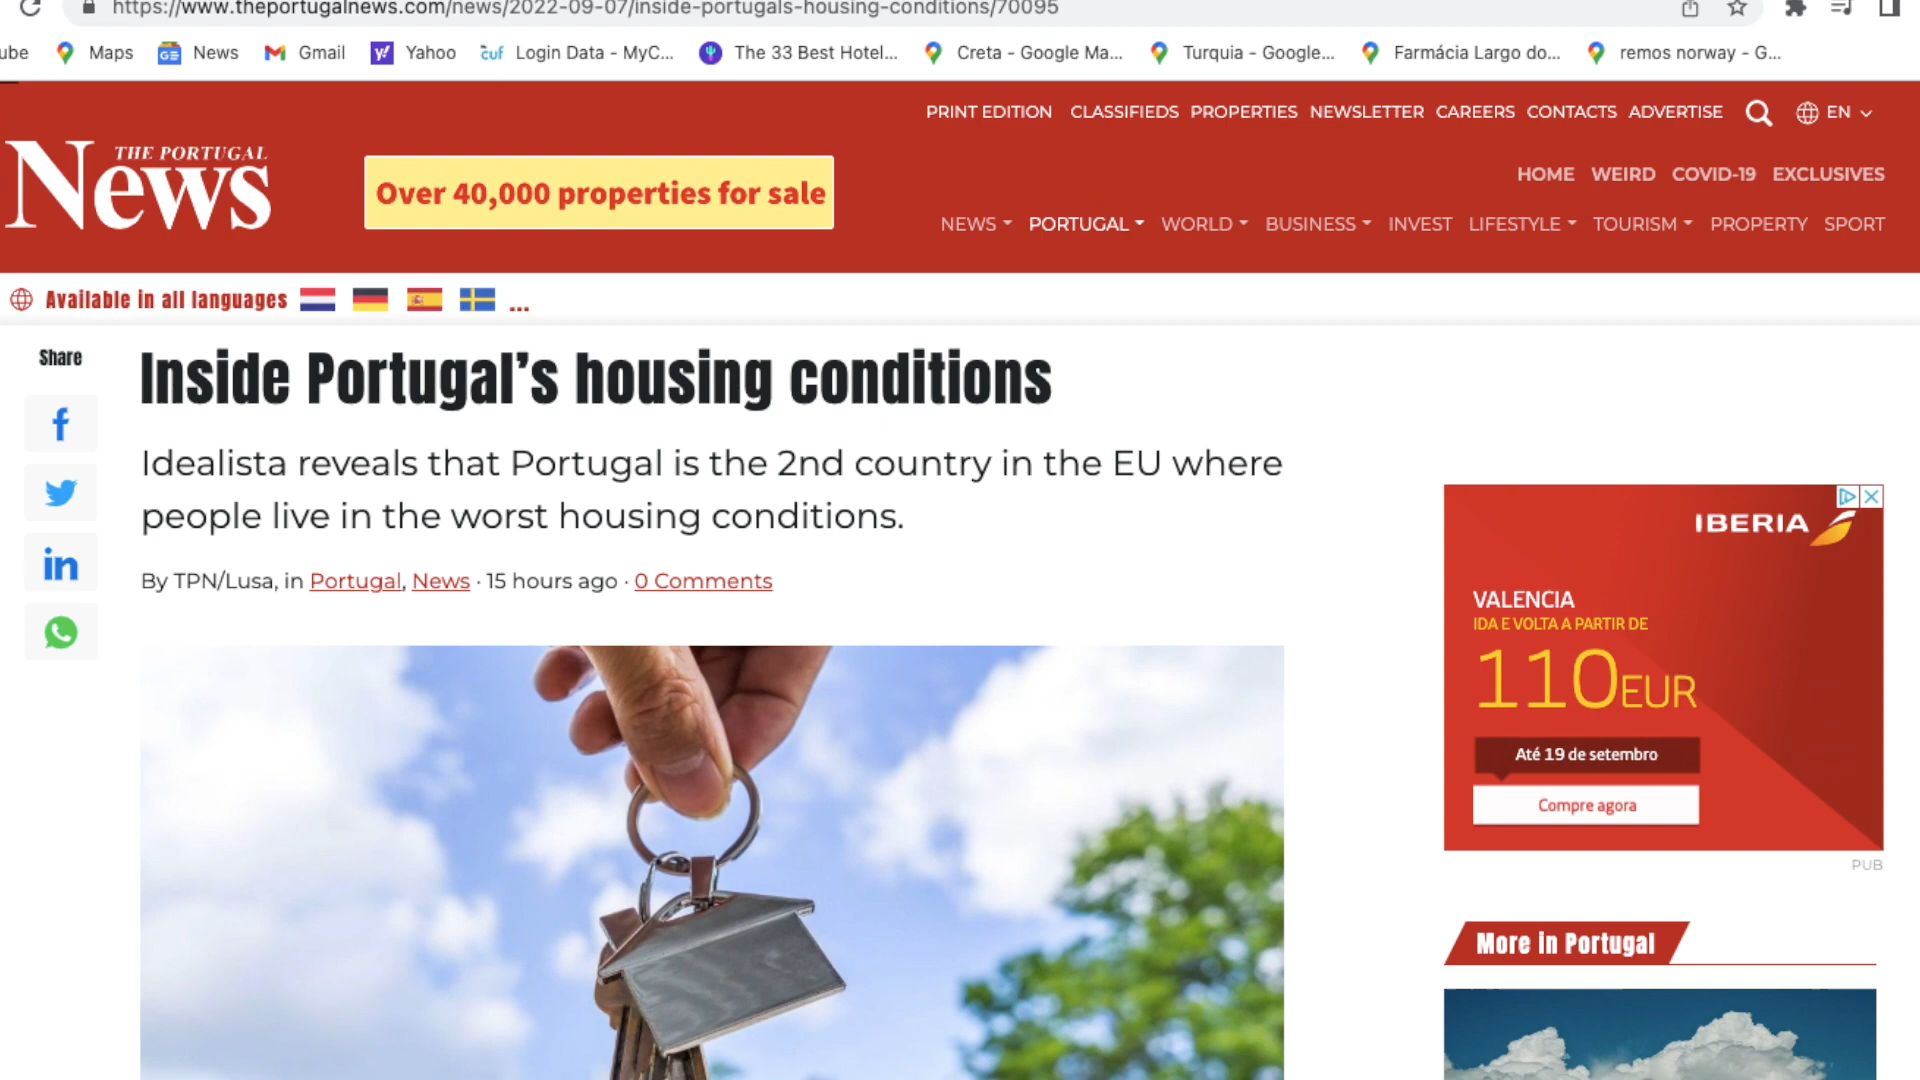 https://www.theportugalnews.com/news/2022-09-07/inside-portugals-housing-conditions/70095
ube Maps News Gmail Yahoo Login Data - MyC... The 33 Best Hotel... Creta - Google Ma... Turquia - Google... Farmácia Largo do... remos norway - G...
PRINT EDITION CLASSIFIEDS PROPERTIES NEWSLETTER CAREERS CONTACTS ADVERTISE EN
THE PORTUGAL
News
Over 40,000 properties for sale
HOME WEIRD COVID-19 EXCLUSIVES
NEWS PORTUGAL WORLD BUSINESS INVEST LIFESTYLE TOURISM PROPERTY SPORT
Available in all languages ...
Share
Inside Portugal’s housing conditions
Idealista reveals that Portugal is the 2nd country in the EU where
people live in the worst housing conditions.
By TPN/Lusa, in Portugal, News · 15 hours ago · 0 Comments
IBERIA
VALENCIA
IDA E VOLTA A PARTIR DE
110EUR
Até 19 de setembro
Compre agora
PUB
More in Portugal